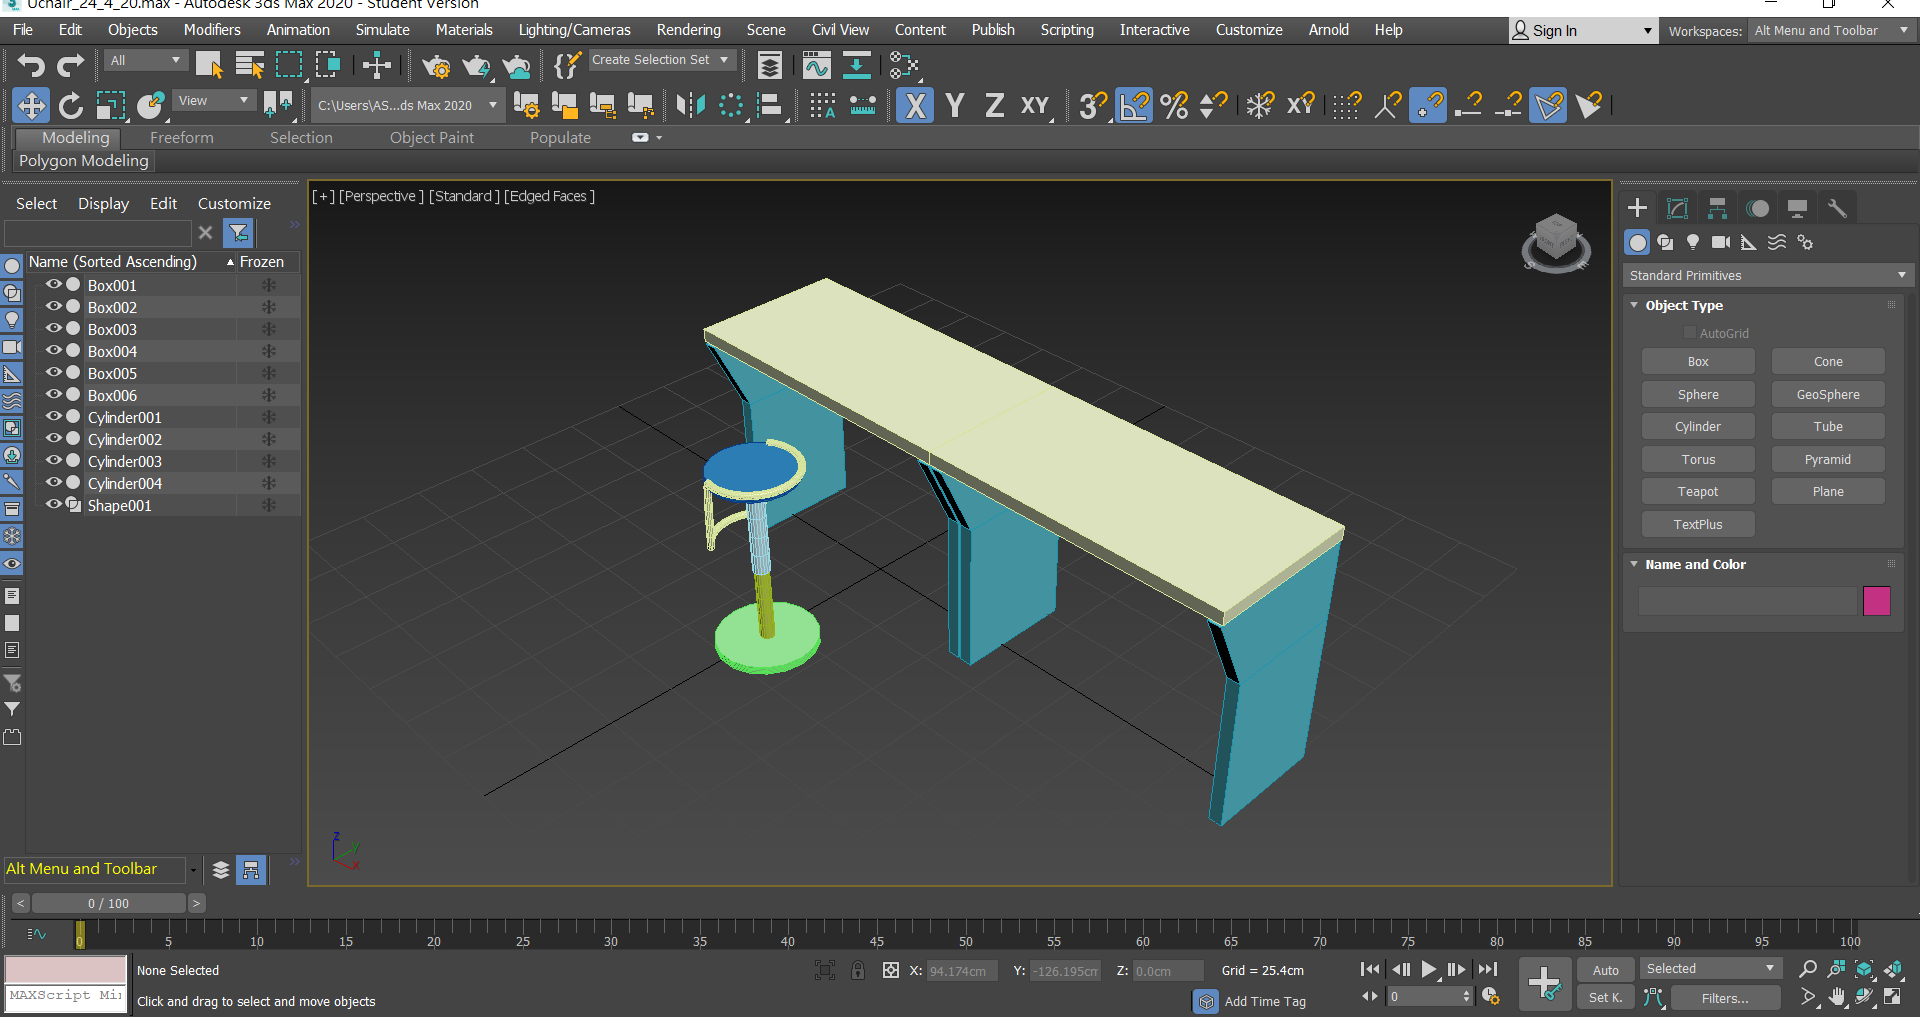 Uchair_24_4_20.max - Autodesk 3ds Max 2020 - Student Version
File Edit Objects Modifiers Animation Simulate Materials Lighting/Cameras Rendering Scene Civil View Content Publish Scripting Interactive Customize Arnold Help Sign In Workspaces: Alt Menu and Toolbar
All Create Selection Set
View C:\Users\AS...ds Max 2020 X Y Z XY 3 % XY
Modeling Freeform Selection Object Paint Populate
Polygon Modeling
Select Display Edit Customize
Name (Sorted Ascending) Frozen
Box001
Box002
Box003
Box004
Box005
Box006
Cylinder001
Cylinder002
Cylinder003
Cylinder004
Shape001
Alt Menu and Toolbar
[+] [Perspective ] [Standard ] [Edged Faces ]
z
y
x
Standard Primitives
Object Type
AutoGrid
Box Cone
Sphere GeoSphere
Cylinder Tube
Torus Pyramid
Teapot Plane
TextPlus
Name and Color
< 0 / 100 >
0 5 10 15 20 25 30 35 40 45 50 55 60 65 70 75 80 85 90 95 100
None Selected X: 94.174cm Y: -126.195cm Z: 0.0cm Grid = 25.4cm Auto Selected
MAXScript Mi
Click and drag to select and move objects Add Time Tag 0 Set K. Filters...